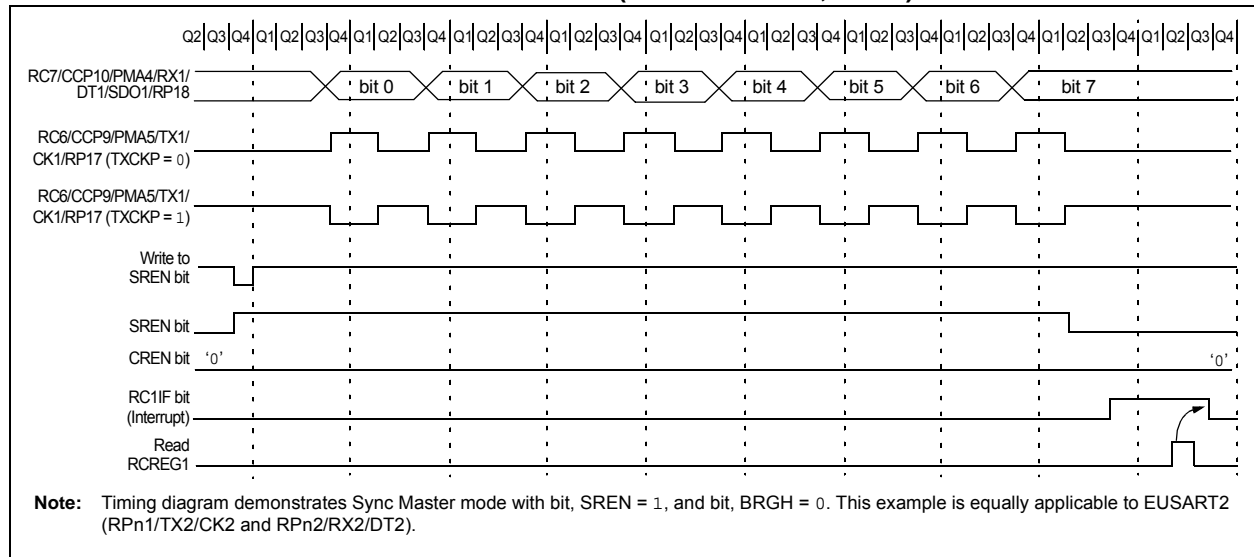 Q2|Q3|Q4|Q1|Q2|Q3|Q4|Q1|Q2|Q3|Q4|Q1|Q2|Q3|Q4|Q1|Q2|Q3|Q4|Q1|Q2|Q3|Q4|Q1|Q2|Q3|Q4|Q1|Q2|Q3|Q4|Q1|Q2|Q3|Q4|Q1|Q2|Q3|Q4|Q1|Q2|Q3|Q4
RC7/CCP10/PMA4/RX1/
DT1/SDO1/RP18
bit 0 bit 1 bit 2 bit 3 bit 4 bit 5 bit 6 bit 7
RC6/CCP9/PMA5/TX1/
CK1/RP17 (TXCKP = 0)
RC6/CCP9/PMA5/TX1/
CK1/RP17 (TXCKP = 1)
Write to
SREN bit
SREN bit
CREN bit '0' '0'
RC1IF bit
(Interrupt)
Read
RCREG1
Note: Timing diagram demonstrates Sync Master mode with bit, SREN = 1, and bit, BRGH = 0. This example is equally applicable to EUSART2
(RPn1/TX2/CK2 and RPn2/RX2/DT2).